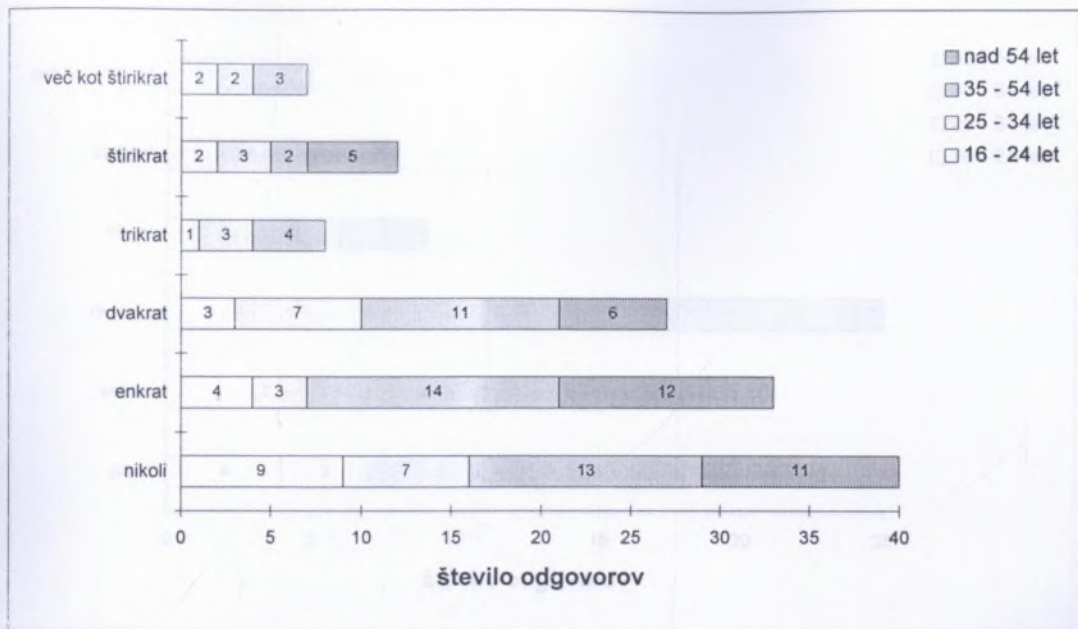 nad 54 let
35 - 54 let
25 - 34 let
16 - 24 let
več kot štirikrat 2 2 3
štirikrat 2 3 2 5
trikrat 1 3 4
dvakrat 3 7 11 6
enkrat 4 3 14 12
nikoli 9 7 13 11
0 5 10 15 20 25 30 35 40
število odgovorov